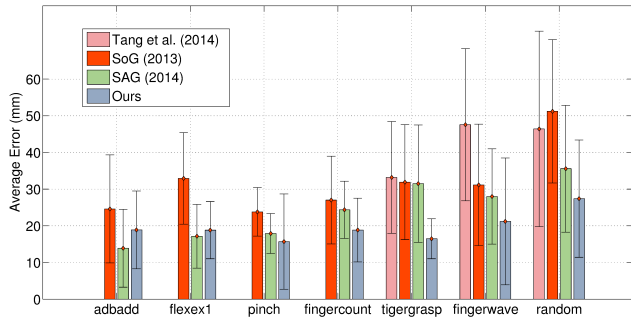 Tang et al. (2014)
SoG (2013)
SAG (2014)
Ours
Average Error (mm)
60
50
40
30
20
10
0
adbadd flexex1 pinch fingercount tigergrasp fingerwave random